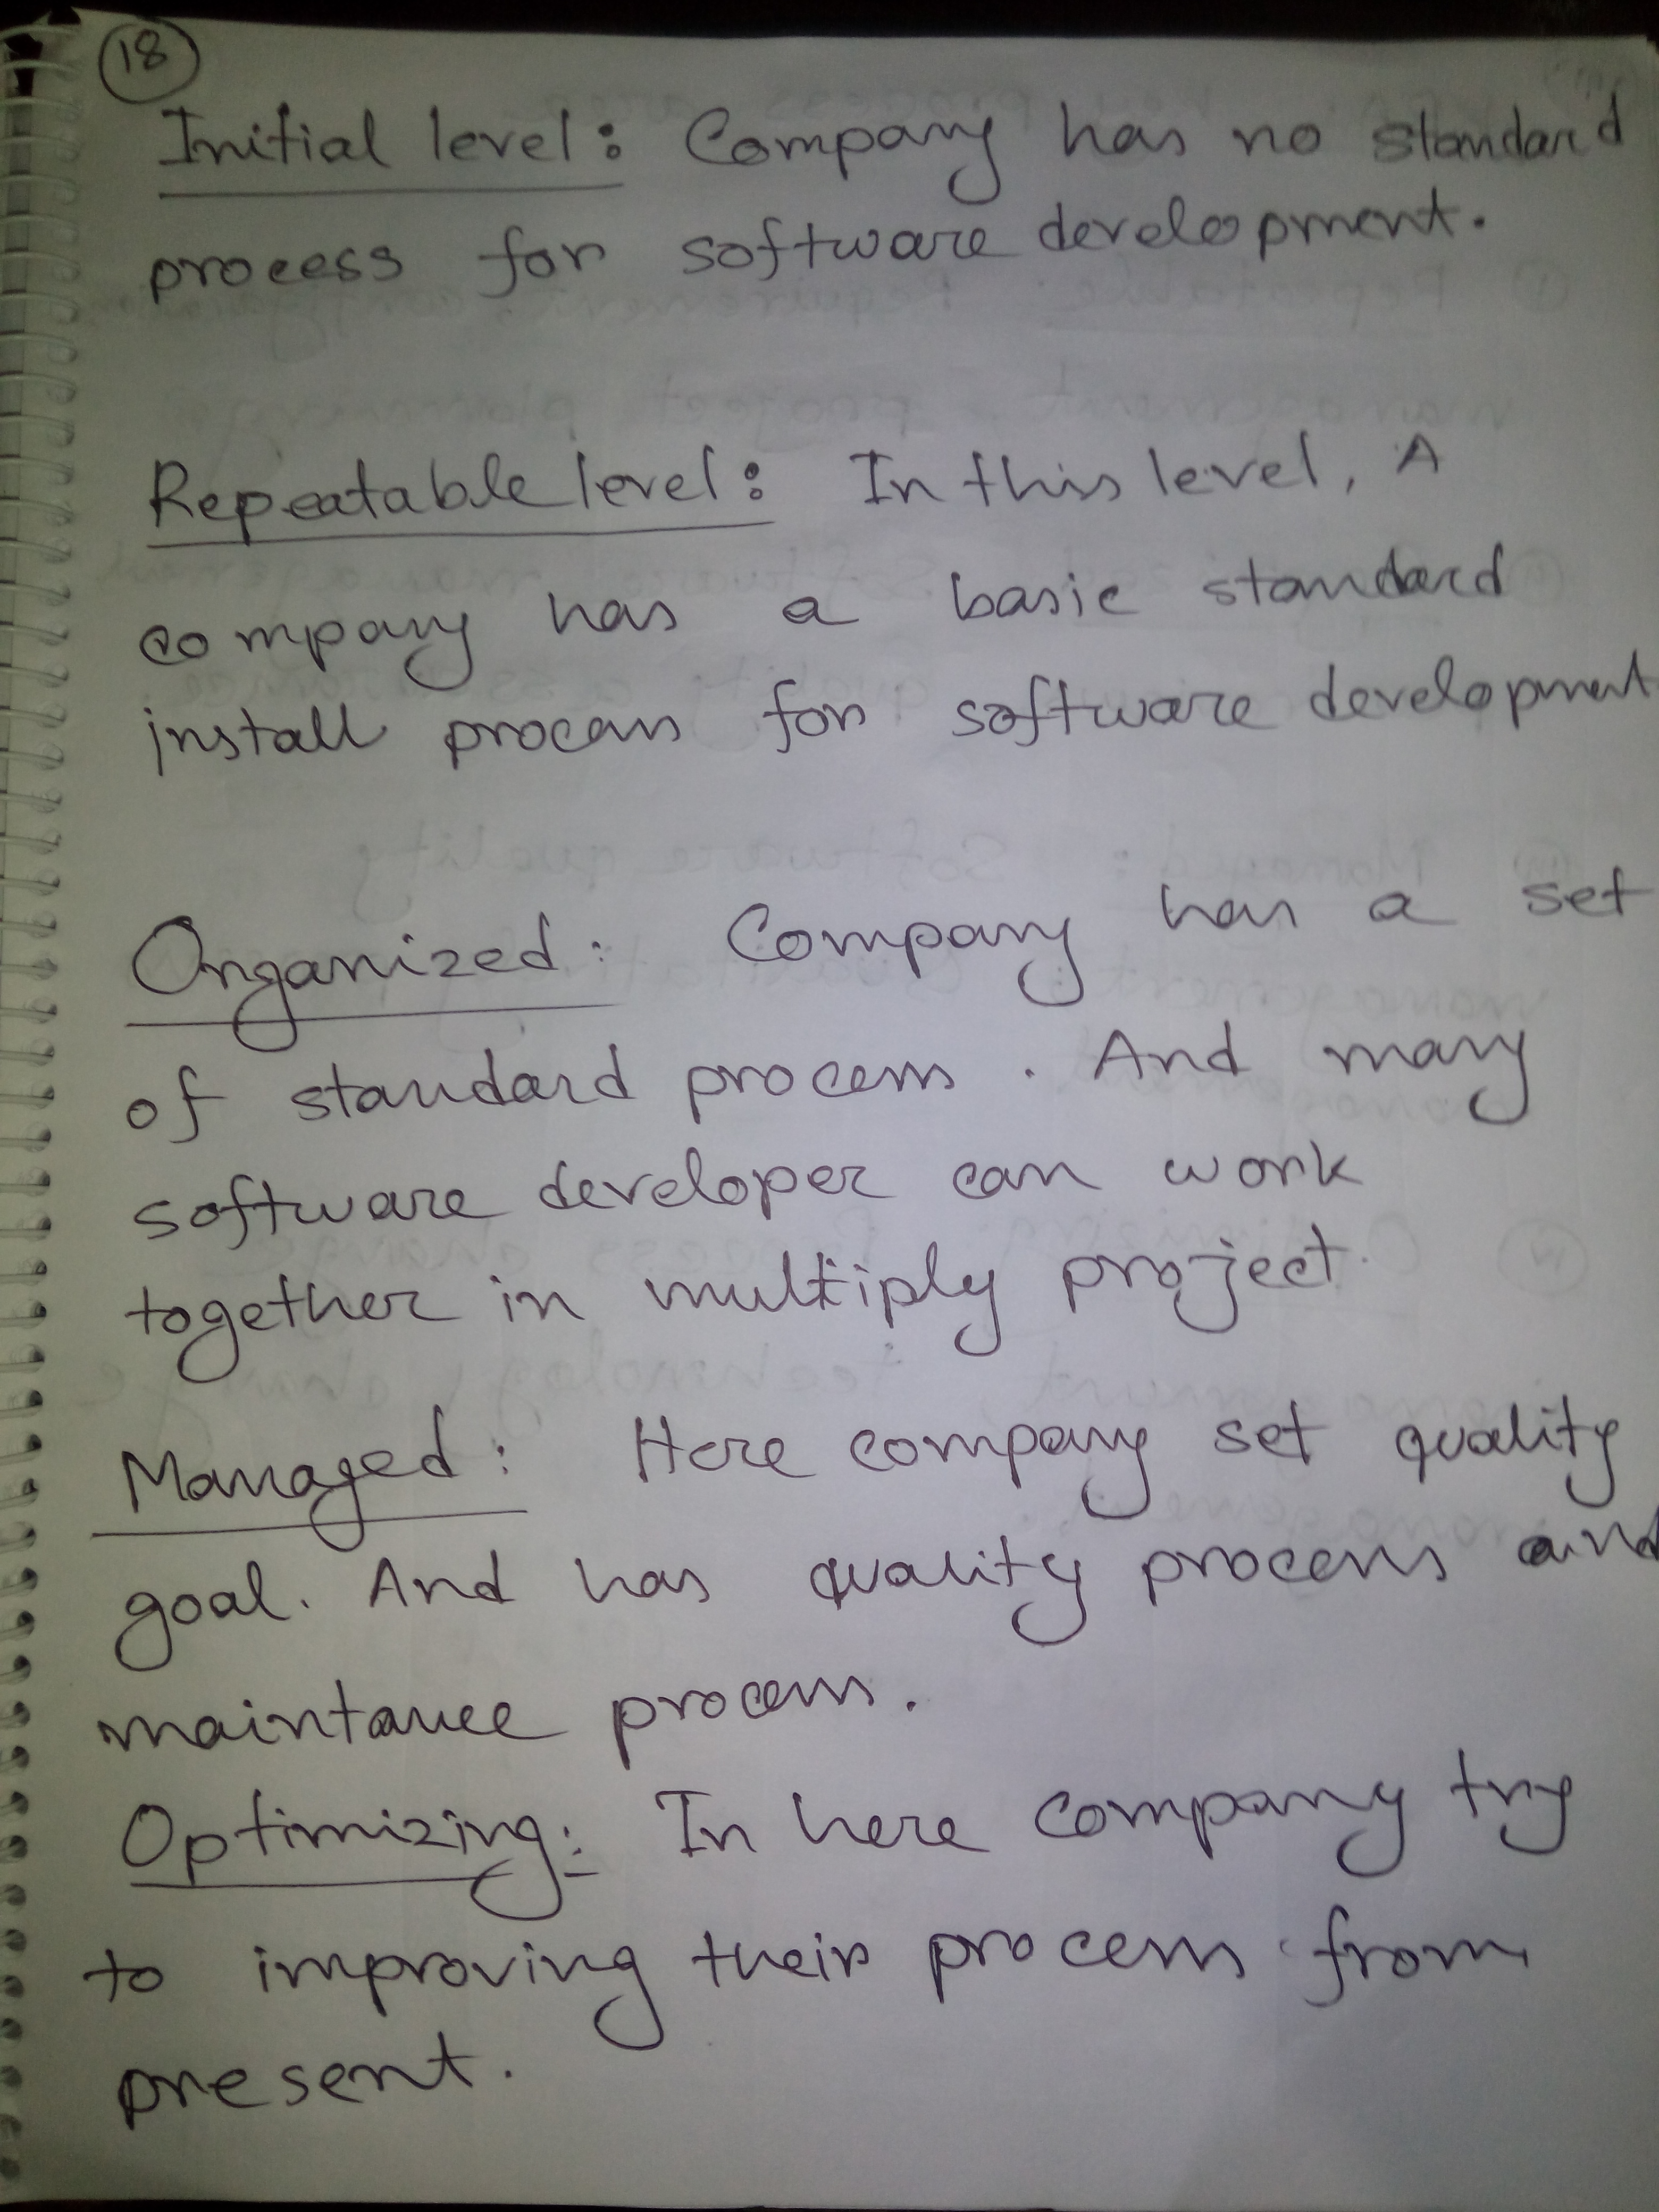 18
Initial level: Company has no standard
process for software development.
Repeatable level: In this level, A
company has a basic standard
install process for software development
Organized: Company has a set
of standard process. And many
software developer can work
together in multiply project.
Managed: Here company set quality
goal. And has quality process and
maintance process.
Optimizing: In here company try
to improving their process from
present.